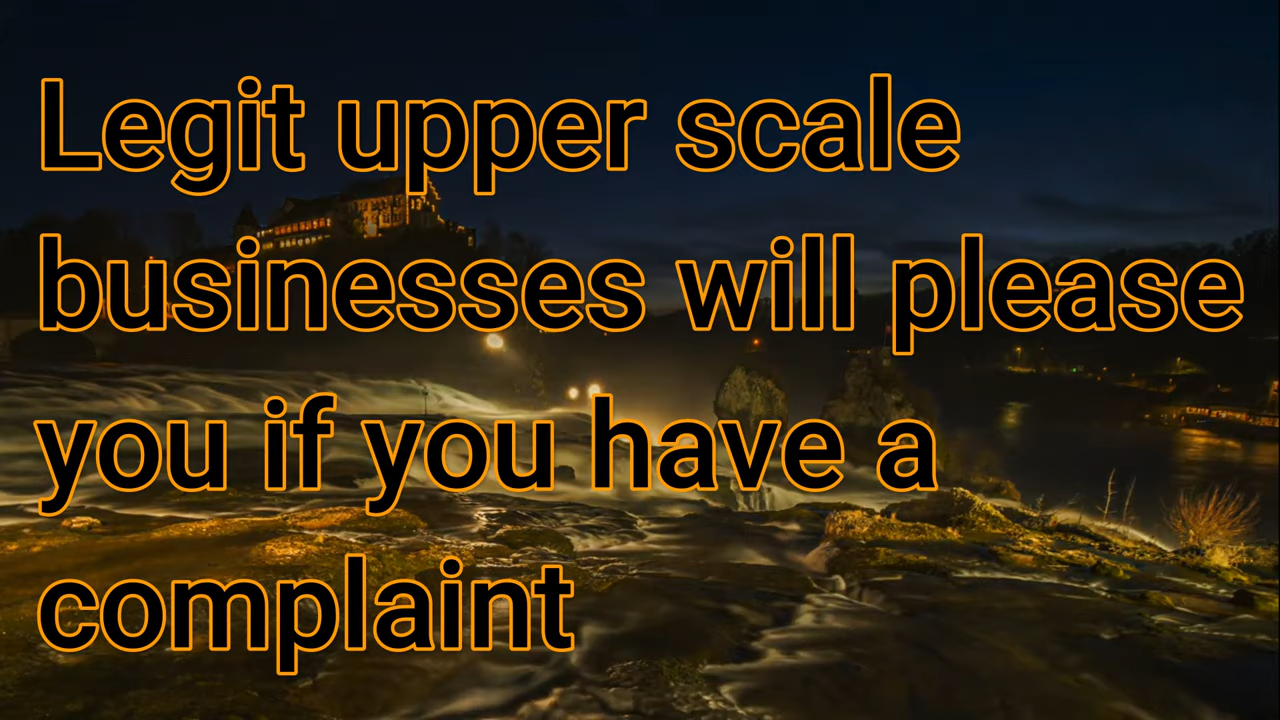 Legit upper scale
businesses will please
you if you have a
complaint